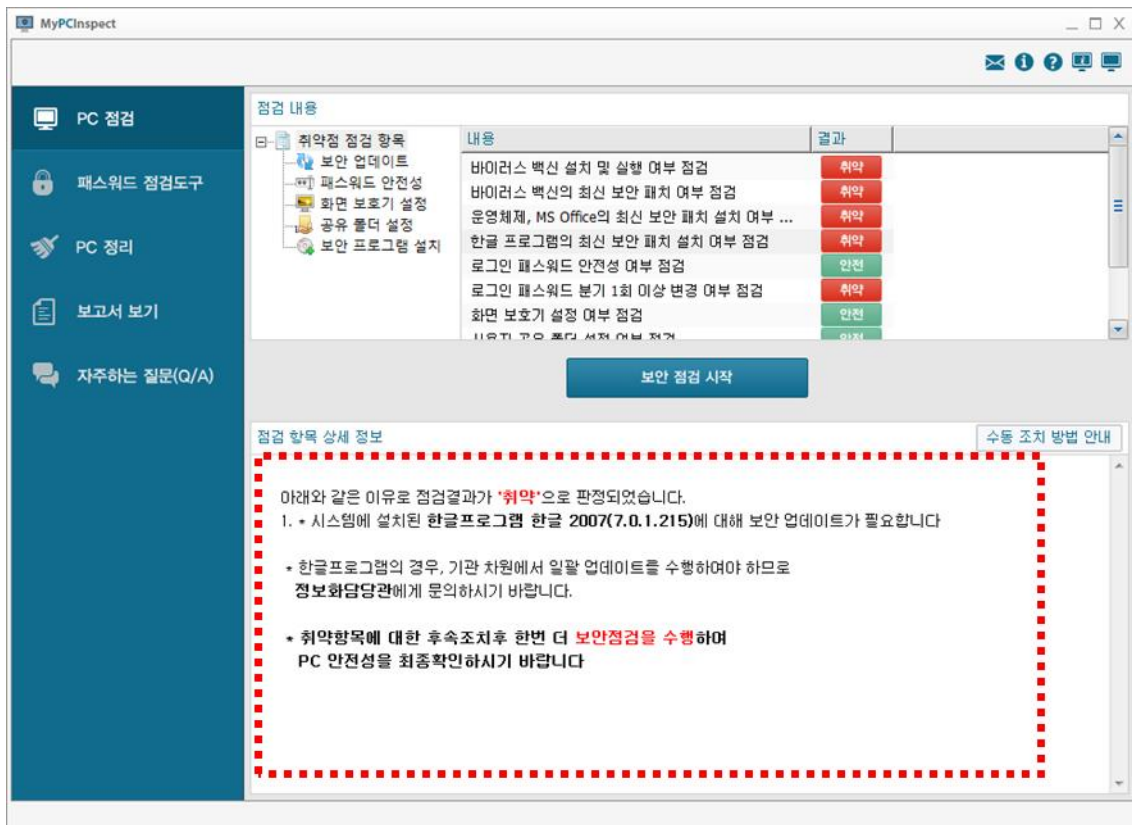 MyPCInspect
PC 점검
패스워드 점검도구
PC 정리
보고서 보기
자주하는 질문(Q/A)
점검 내용
취약점 점검 항목
보안 업데이트
패스워드 안전성
화면 보호기 설정
공유 폴더 설정
보안 프로그램 설치
내용 결과
바이러스 백신 설치 및 실행 여부 점검 취약
바이러스 백신의 최신 보안 패치 여부 점검 취약
운영체제, MS Office의 최신 보안 패치 설치 여부 ... 취약
한글 프로그램의 최신 보안 패치 설치 여부 점검 취약
로그인 패스워드 안전성 여부 점검 안전
로그인 패스워드 분기 1회 이상 변경 여부 점검 취약
화면 보호기 설정 여부 점검 안전
사용자 공유 폴더 설정 여부 점검 안전
보안 점검 시작
점검 항목 상세 정보
수동 조치 방법 안내
아래와 같은 이유로 점검결과가 '취약'으로 판정되었습니다.
1. * 시스템에 설치된 한글프로그램 한글 2007(7.0.1.215)에 대해 보안 업데이트가 필요합니다
* 한글프로그램의 경우, 기관 차원에서 일괄 업데이트를 수행하여야 하므로
정보화담당관에게 문의하시기 바랍니다.
* 취약항목에 대한 후속조치후 한번 더 보안점검을 수행하여
PC 안전성을 최종확인하시기 바랍니다